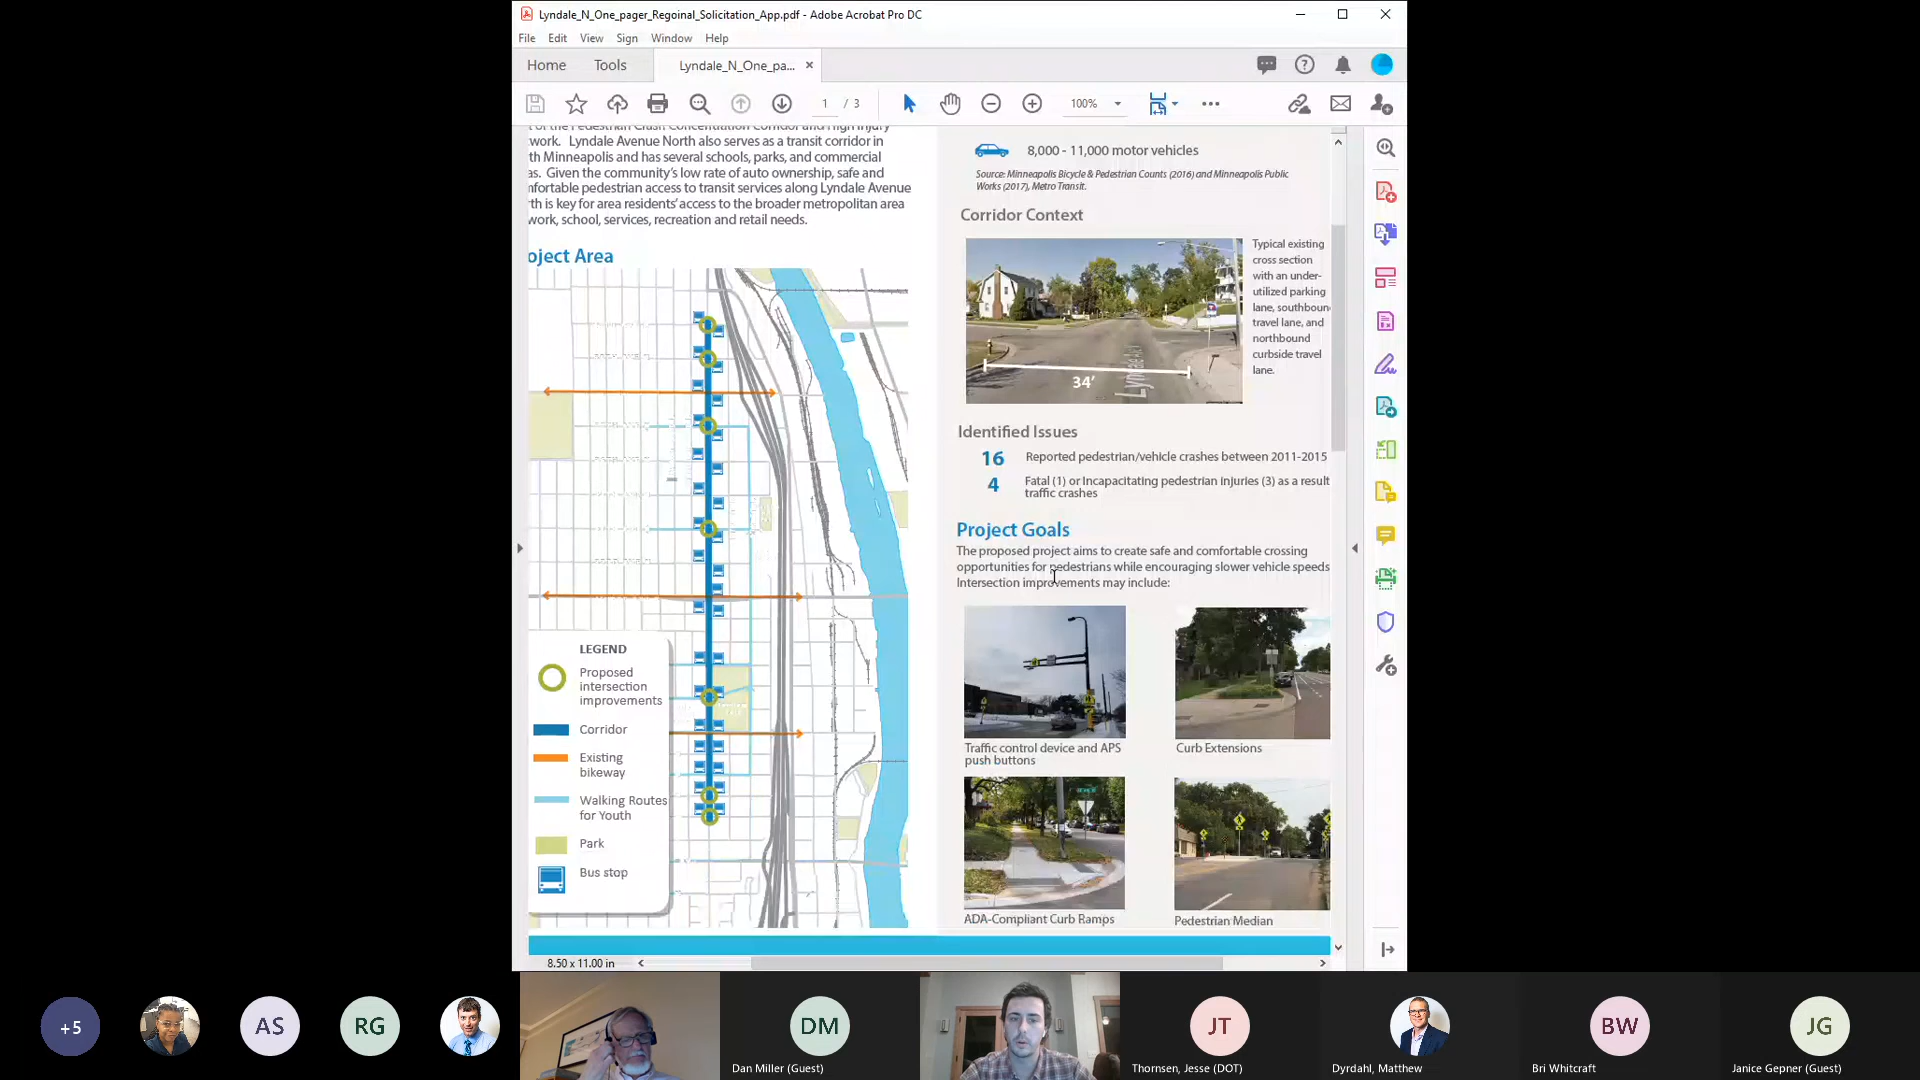 Lyndale_N_One_pager_Regoinal_Solicitation_App.pdf - Adobe Acrobat Pro DC
File Edit View Sign Window Help
Home Tools Lyndale_N_One_pa... ×
1 / 3 100%
work. Lyndale Avenue North also serves as a transit corridor in
th Minneapolis and has several schools, parks, and commercial
as. Given the community's low rate of auto ownership, safe and
mfortable pedestrian access to transit services along Lyndale Avenue
rth is key for area residents' access to the broader metropolitan area
work, school, services, recreation and retail needs.
oject Area
LEGEND
Proposed
intersection
improvements
Corridor
Existing
bikeway
Walking Routes
for Youth
Park
Bus stop
8,000 - 11,000 motor vehicles
Source: Minneapolis Bicycle & Pedestrian Counts (2016) and Minneapolis Public
Works (2017), Metro Transit.
Corridor Context
34'
Typical existing
cross section
with an under-
utilized parking
lane, southboun
travel lane, and
northbound
curbside travel
lane.
Identified Issues
16 Reported pedestrian/vehicle crashes between 2011-2015
4 Fatal (1) or Incapacitating pedestrian injuries (3) as a result
traffic crashes
Project Goals
The proposed project aims to create safe and comfortable crossing
opportunities for pedestrians while encouraging slower vehicle speeds
Intersection improvements may include:
Traffic control device and APS
push buttons
Curb Extensions
ADA-Compliant Curb Ramps
Pedestrian Median
8.50 x 11.00 in
+5 AS RG DM JT BW JG
Dan Miller (Guest) Thornsen, Jesse (DOT) Dyrdahl, Matthew Bri Whitcraft Janice Gepner (Guest)